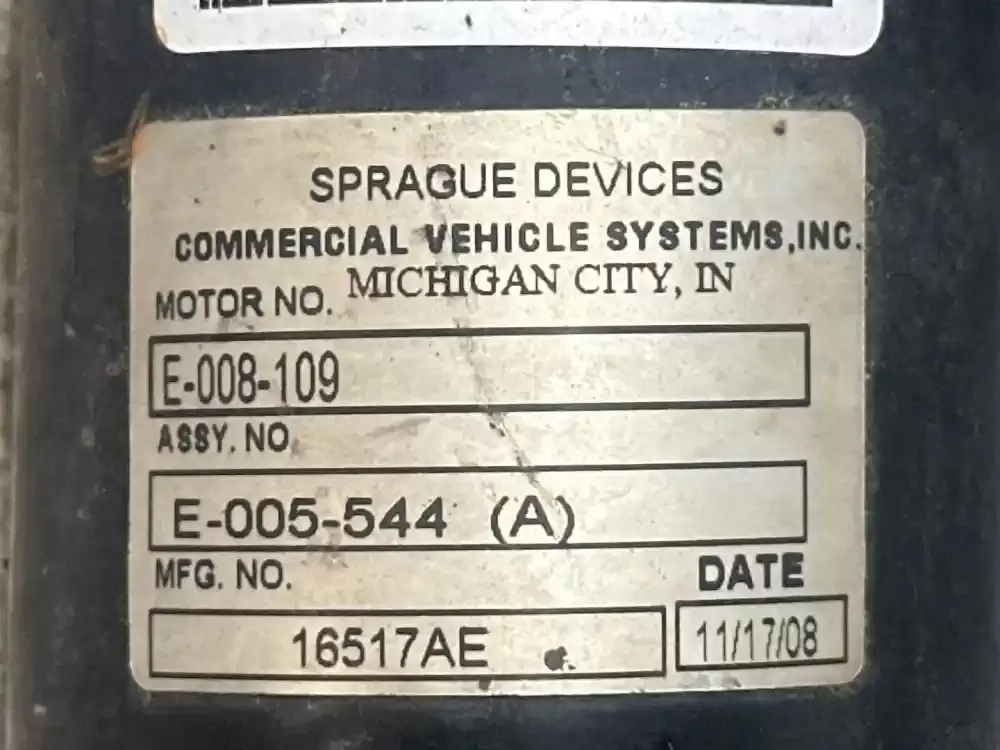 SPRAGUE DEVICES
COMMERCIAL VEHICLE SYSTEMS,INC.
MICHIGAN CITY, IN
MOTOR NO.
E-008-109
ASSY. NO.
E-005-544 (A)
MFG. NO.
DATE
16517AE
11/17/08